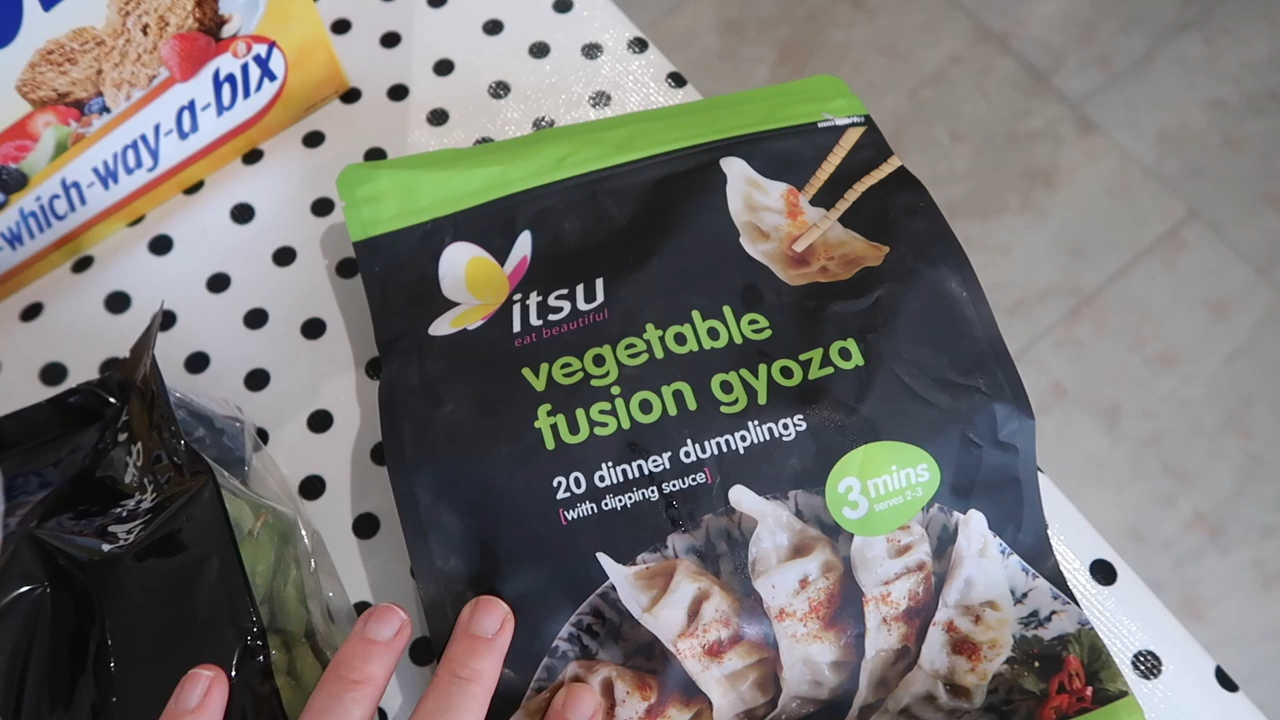 -which-way-a-bix
itsu
eat beautiful
vegetable
fusion gyoza
20 dinner dumplings
[with dipping sauce]
3 mins
serves 2-3